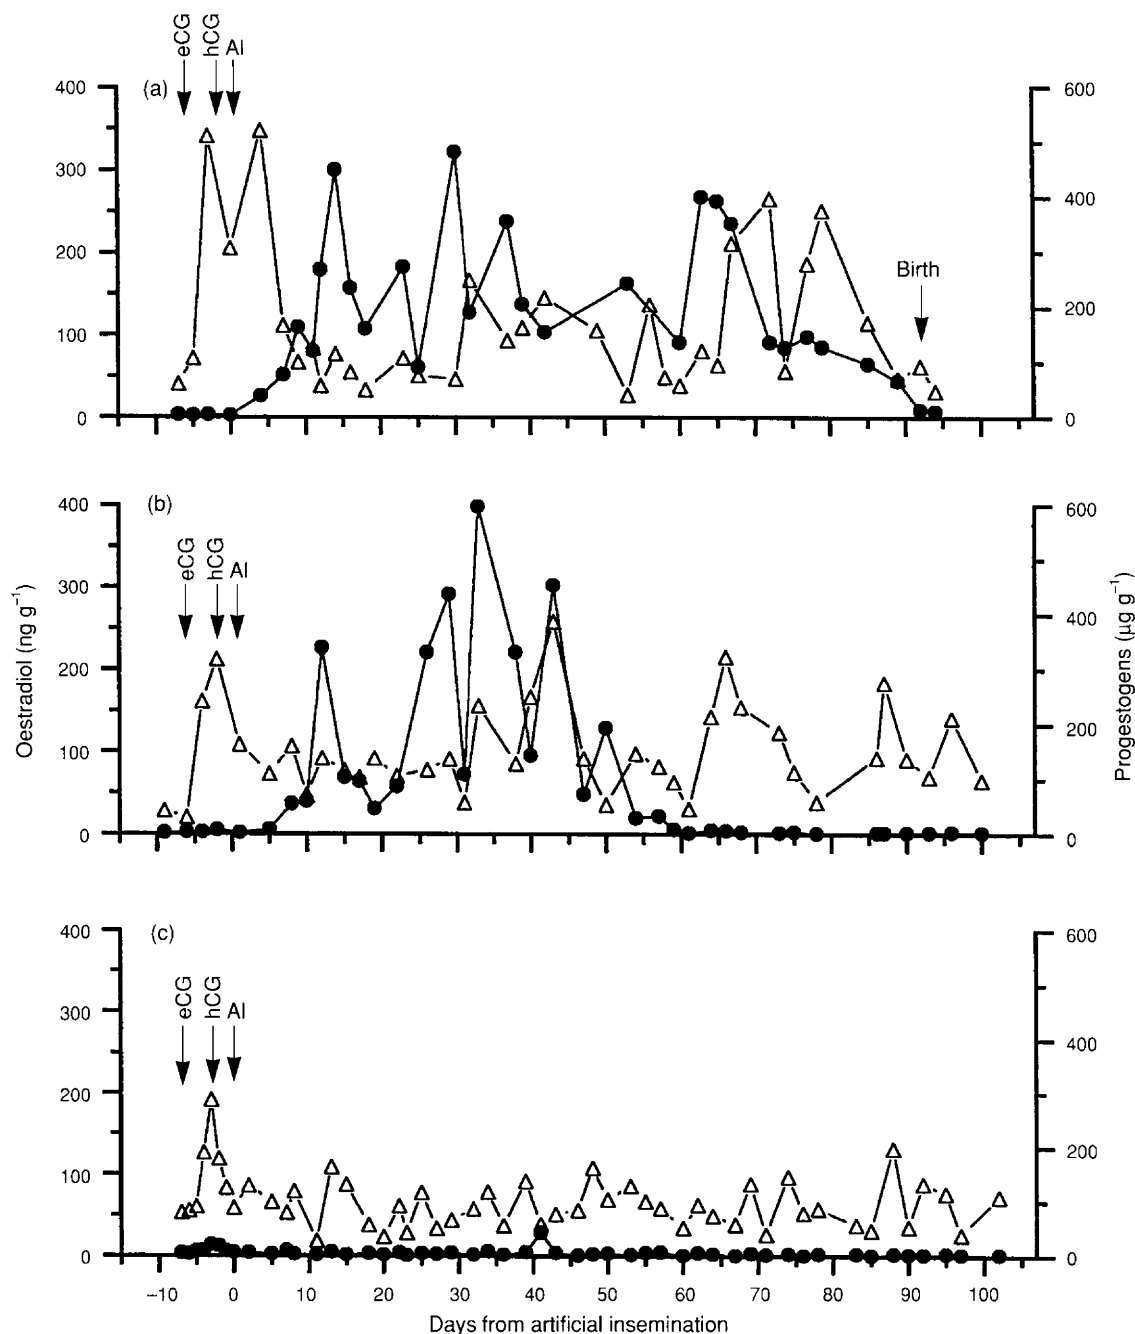 eCG
hCG
AI
(a)
400
300
200
100
0
600
400
200
0
Birth
(b)
eCG
hCG
AI
400
300
200
100
0
600
400
200
0
Oestradiol (ng g⁻¹)
Progestogens (µg g⁻¹)
(c)
eCG
hCG
AI
400
300
200
100
0
600
400
200
0
−10 0 10 20 30 40 50 60 70 80 90 100
Days from artificial insemination